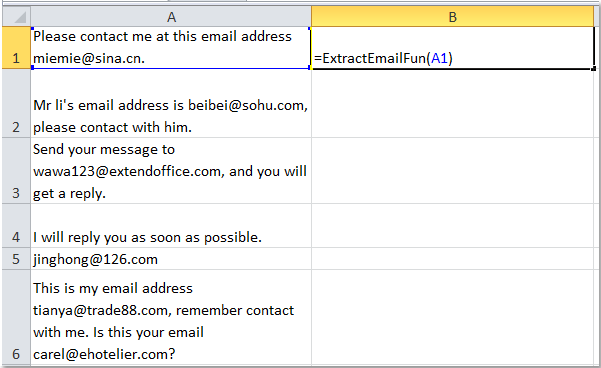 A B
Please contact me at this email address
1 miemie@sina.cn. =ExtractEmailFun(A1)
Mr li's email address is beibei@sohu.com,
2 please contact with him.
Send your message to
wawa123@extendoffice.com, and you will
3 get a reply.
4 I will reply you as soon as possible.
5 jinghong@126.com
This is my email address
tianya@trade88.com, remember contact
with me. Is this your email
6 carel@ehotelier.com?